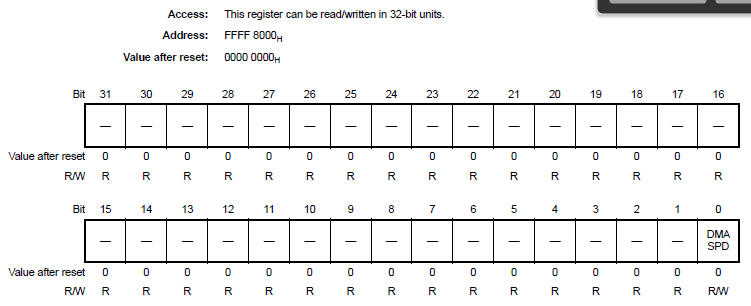 Access: This register can be read/written in 32-bit units.
Address: FFFF 8000H
Value after reset: 0000 0000H
Bit 31 30 29 28 27 26 25 24 23 22 21 20 19 18 17 16
— — — — — — — — — — — — — — — —
Value after reset 0 0 0 0 0 0 0 0 0 0 0 0 0 0 0 0
R/W R R R R R R R R R R R R R R R R
Bit 15 14 13 12 11 10 9 8 7 6 5 4 3 2 1 0
— — — — — — — — — — — — — — — DMA
SPD
Value after reset 0 0 0 0 0 0 0 0 0 0 0 0 0 0 0 0
R/W R R R R R R R R R R R R R R R R/W